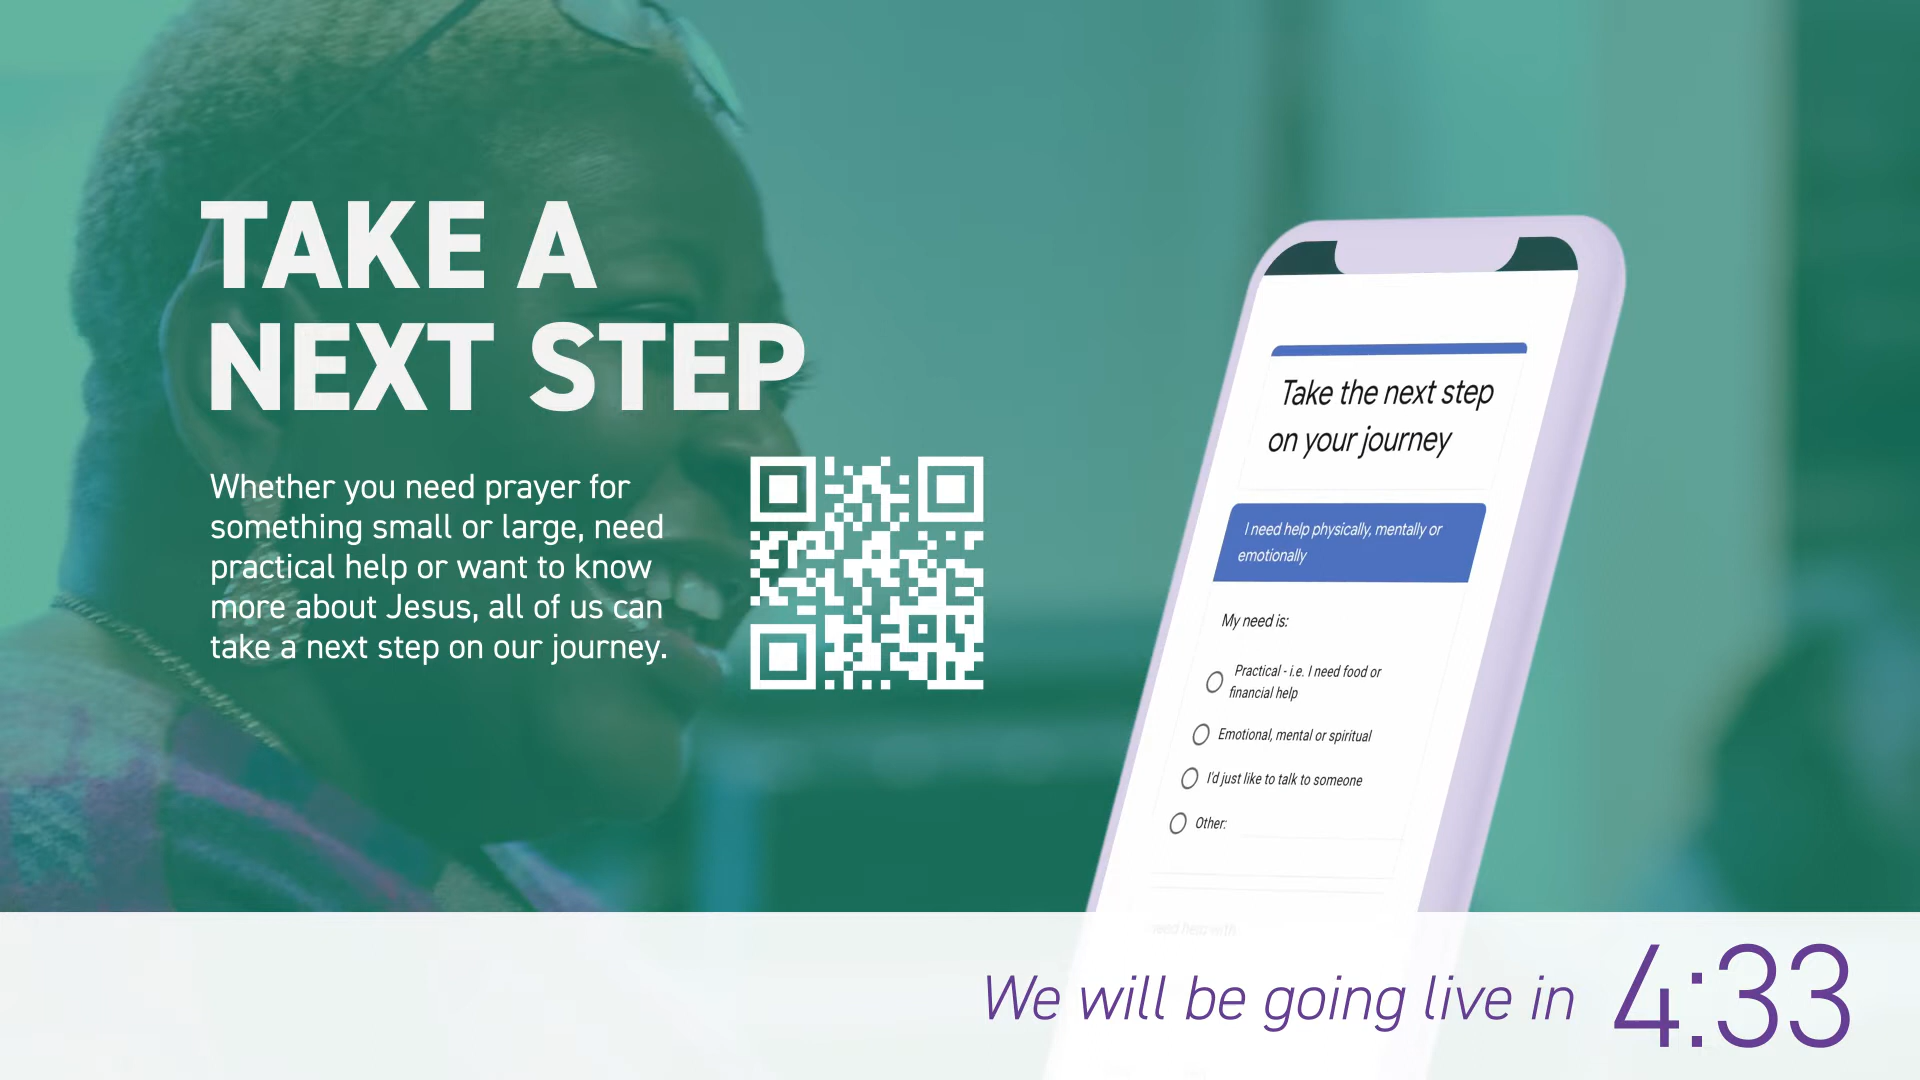 TAKE A
NEXT STEP
Whether you need prayer for
something small or large, need
practical help or want to know
more about Jesus, all of us can
take a next step on our journey.
Take the next step
on your journey
I need help physically, mentally or
emotionally
My need is:
Practical - i.e. I need food or
financial help
Emotional, mental or spiritual
I'd just like to talk to someone
Other:
need help with
We will be going live in 4:33